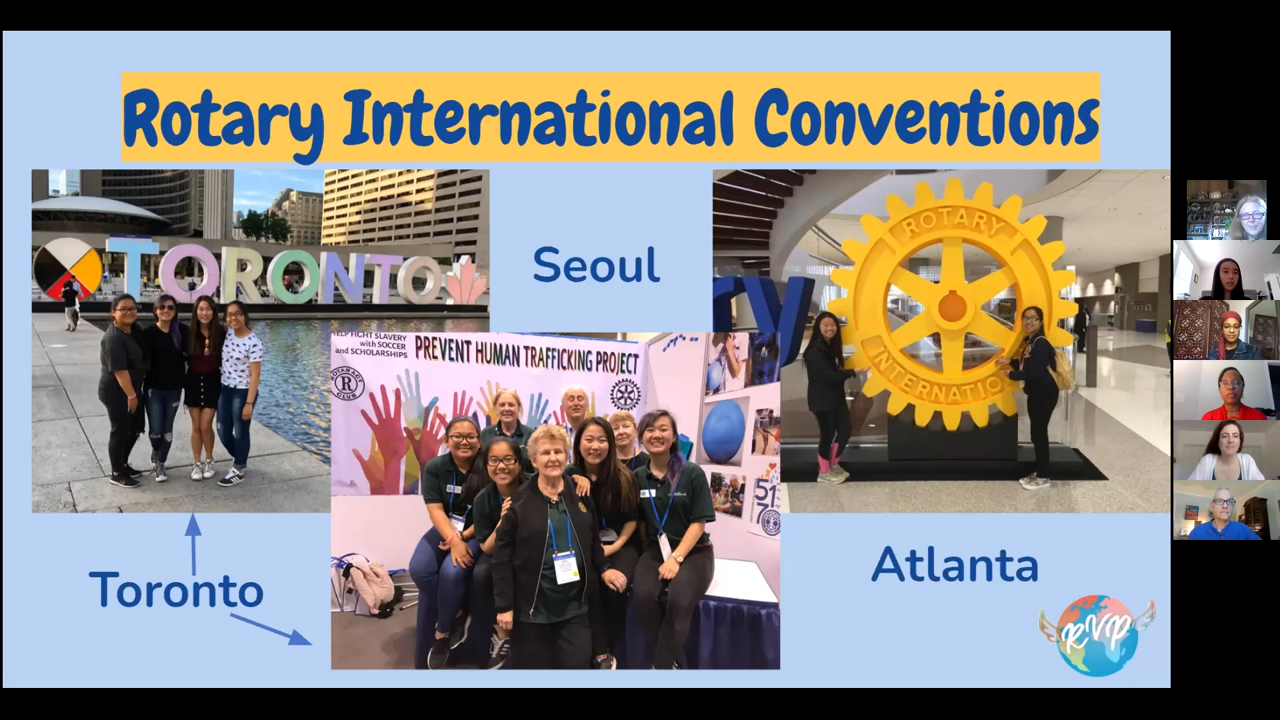 Rotary International Conventions
TORONTO
Seoul
ROTARY
INTERNATIO
ry
HELP FIGHT SLAVERY
with SOCCER
and SCHOLARSHIPS
PREVENT HUMAN TRAFFICKING PROJECT
ROTARACT
R
CLUB
Toronto
Atlanta
RVP